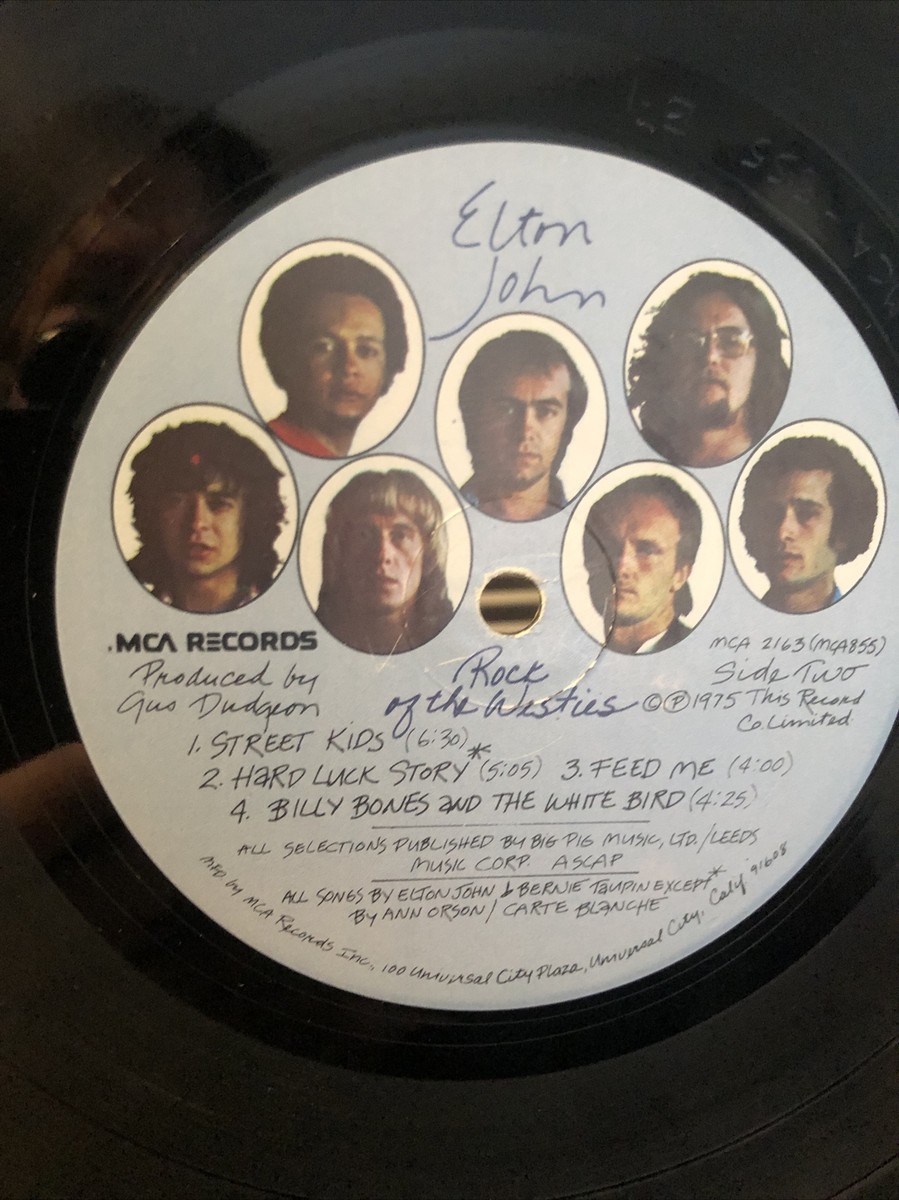 Elton
John
MCA RECORDS
Produced by
Gus Dudgeon
Rock
of the Westies
MCA 2163 (MCA855)
Side Two
©℗1975 This Record
Co. Limited
1. STREET KIDS (6:30)
2. HARD LUCK STORY* (5:05) 3. FEED ME (4:00)
4. BILLY BONES AND THE WHITE BIRD (4:25)
ALL SELECTIONS PUBLISHED BY BIG PIG MUSIC, LTD./LEEDS
MUSIC CORP. ASCAP
ALL SONGS BY ELTON JOHN & BERNIE TAUPIN EXCEPT*
BY ANN ORSON / CARTE BLANCHE
MFD by MCA Records Inc., 100 Universal City Plaza, Universal City, Calif 91608